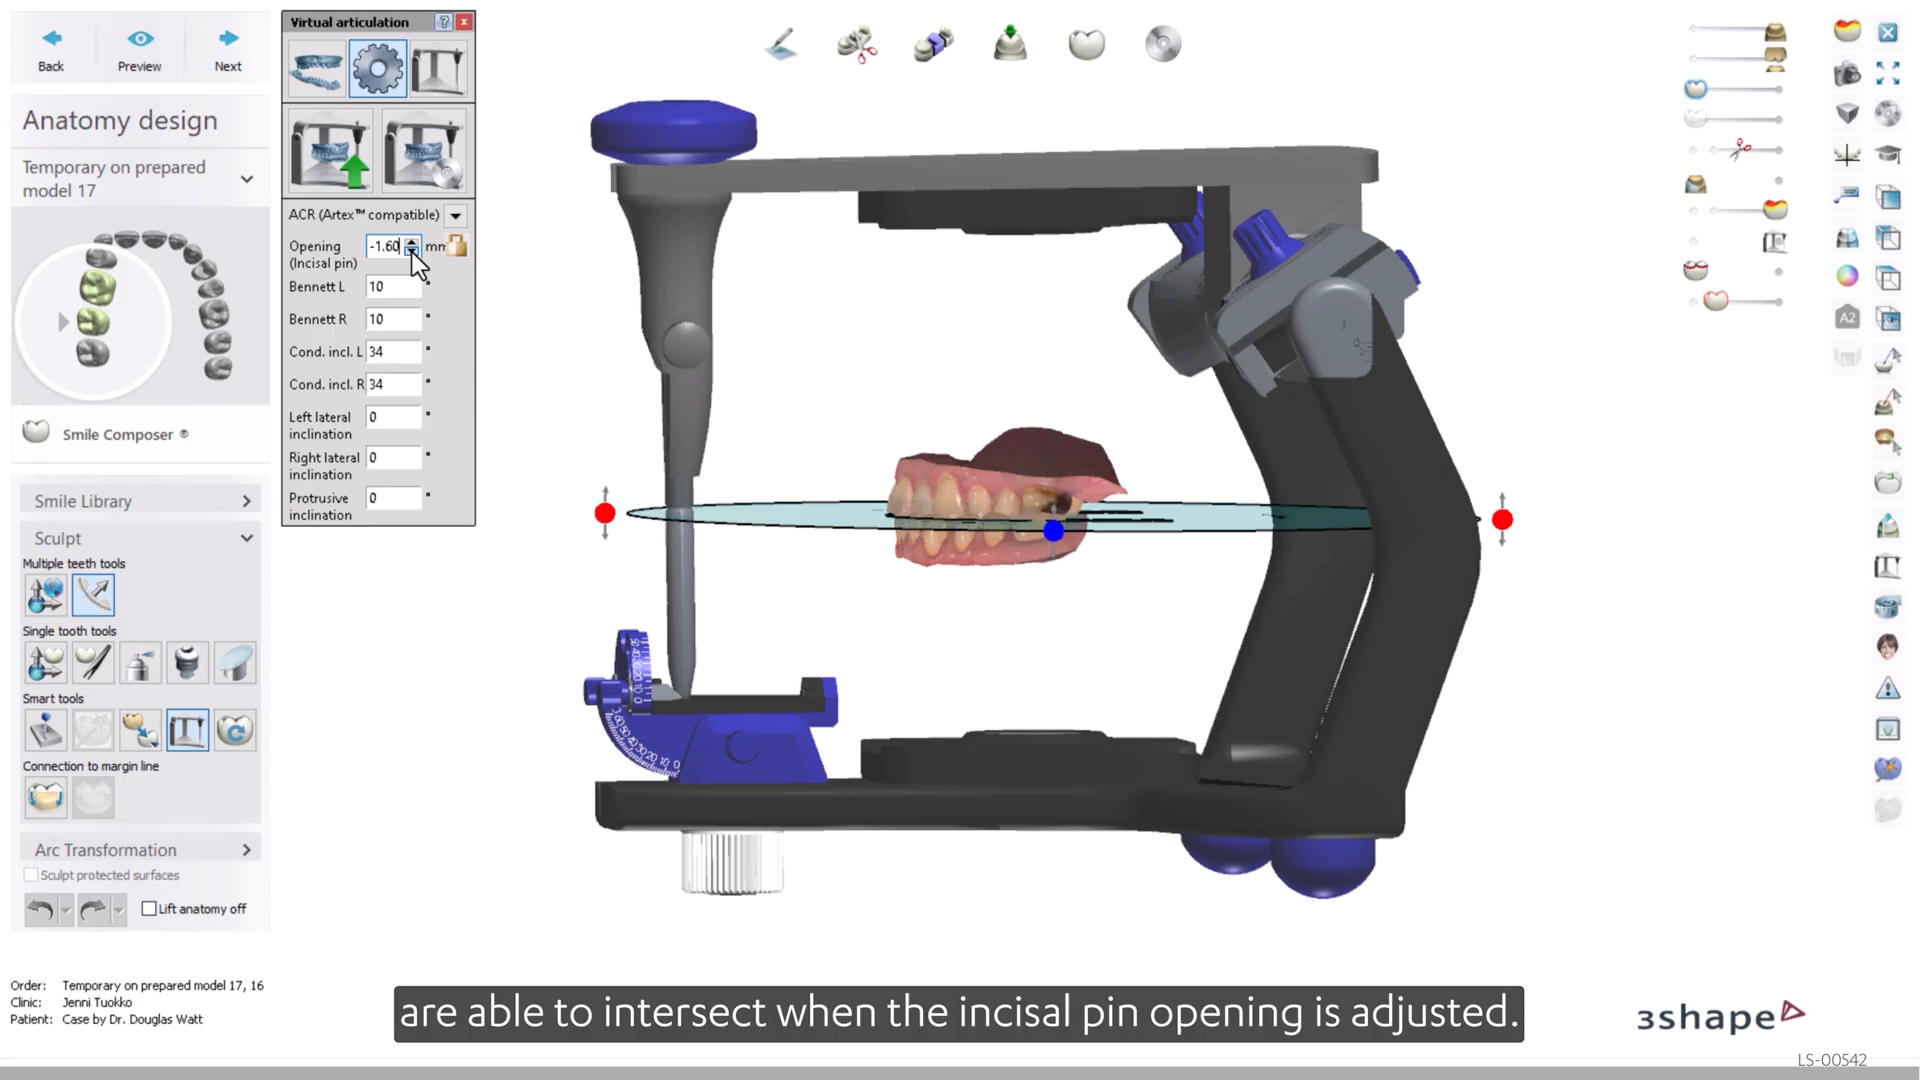 Back
Preview
Next
Virtual articulation
Anatomy design
Temporary on prepared
model 17
Smile Composer ®
Smile Library
Sculpt
Multiple teeth tools
Single tooth tools
Smart tools
Connection to margin line
Arc Transformation
Sculpt protected surfaces
Lift anatomy off
ACR (Artex™ compatible)
Opening
(Incisal pin)
-1.60
mm
Bennett L
10 °
Bennett R
10 °
Cond. incl. L
34 °
Cond. incl. R
34 °
Left lateral
inclination
0 °
Right lateral
inclination
0 °
Protrusive
inclination
0 °
A2
Order: Temporary on prepared model 17, 16
Clinic: Jenni Tuokko
Patient: Case by Dr. Douglas Watt
are able to intersect when the incisal pin opening is adjusted.
3shape
LS-00542